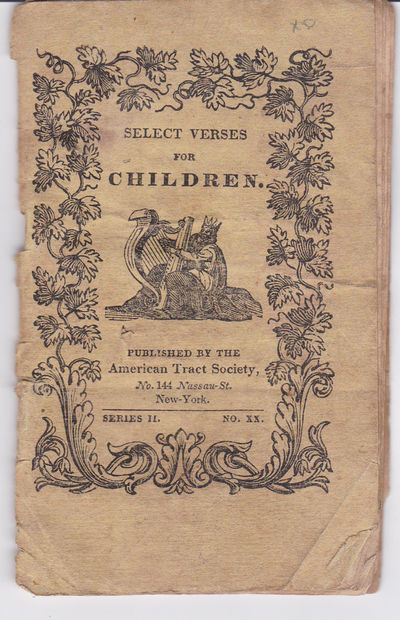 SELECT VERSES
FOR
CHILDREN.
PUBLISHED BY THE
American Tract Society,
No. 144 Nassau-St.
New-York.
SERIES II. NO. XX.